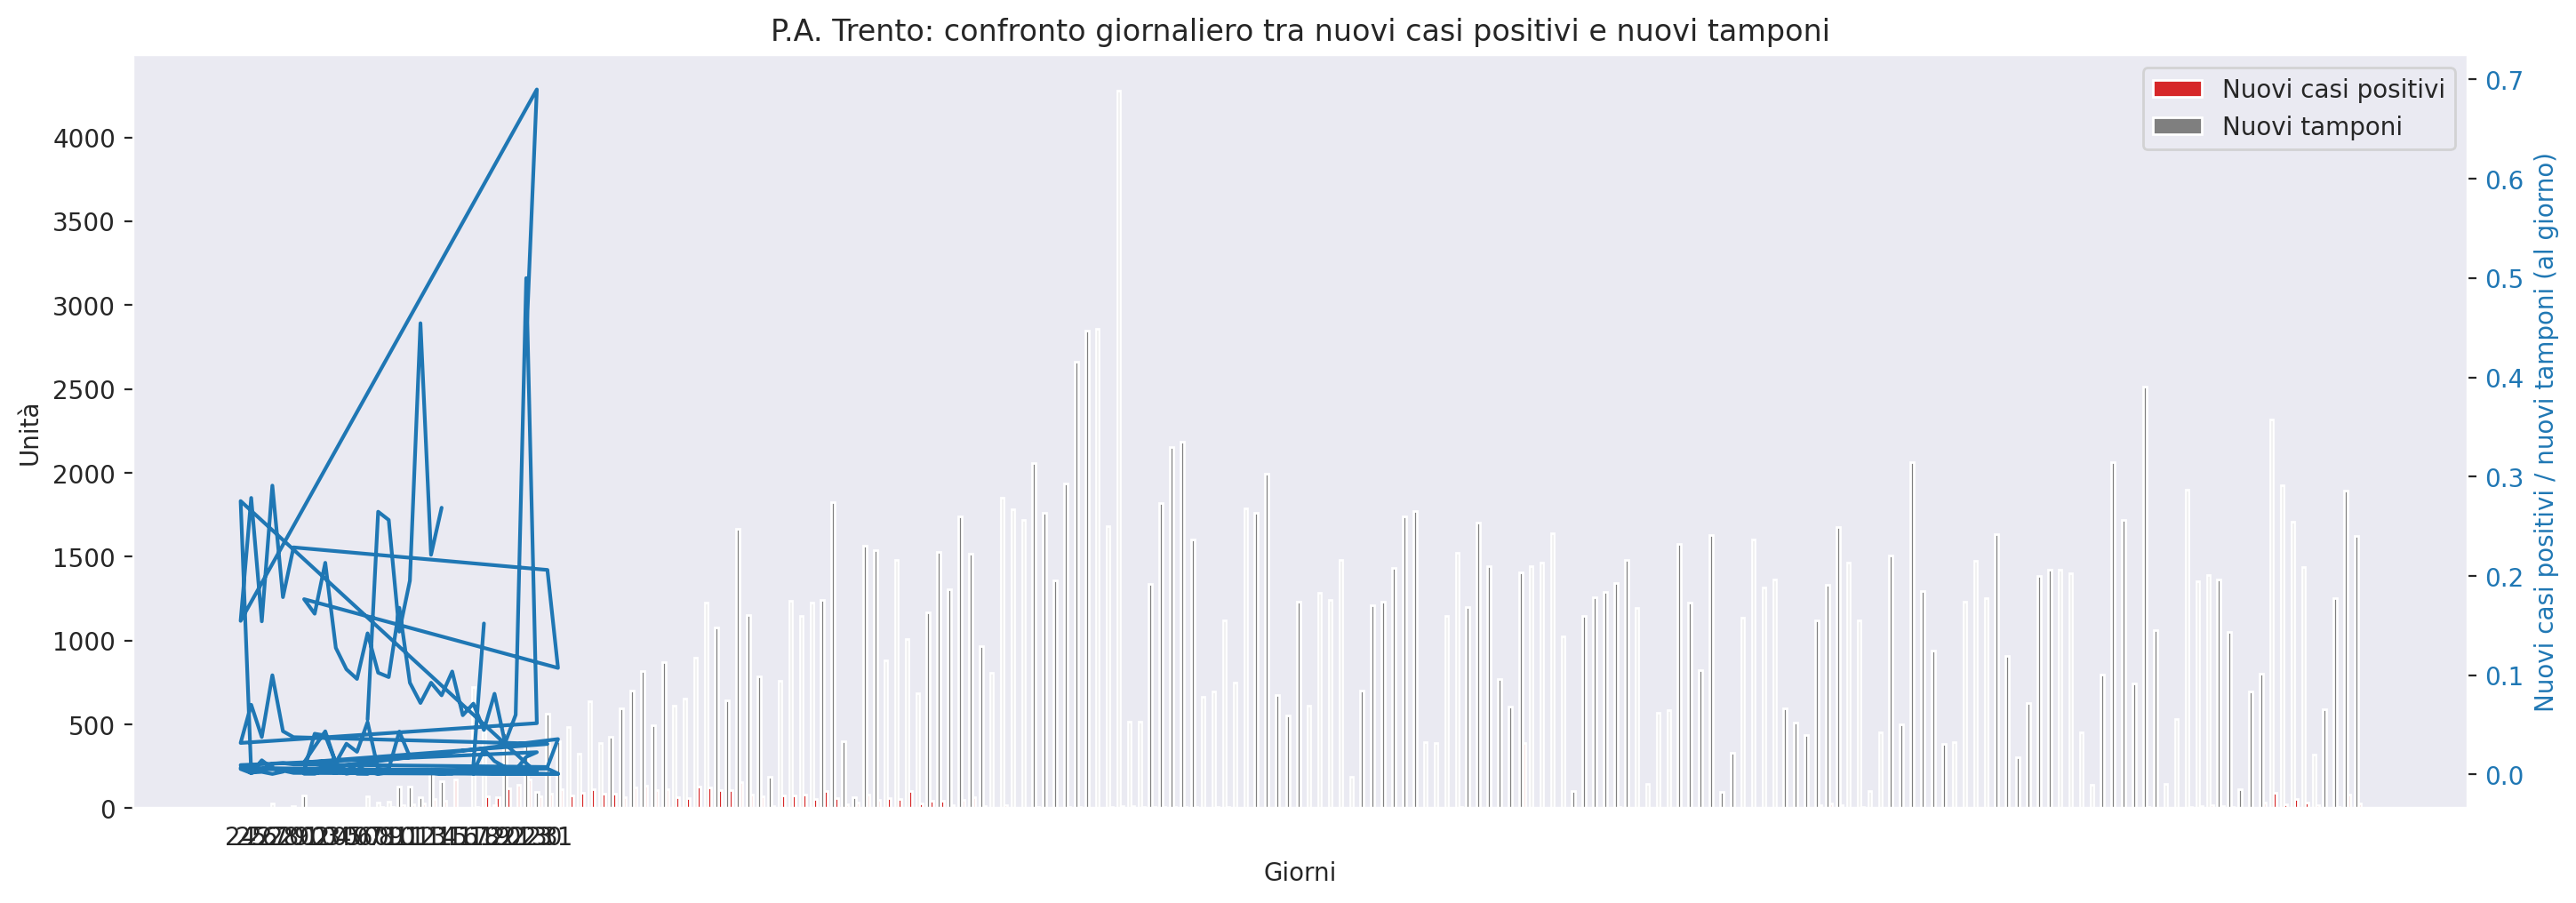 P.A. Trento: confronto giornaliero tra nuovi casi positivi e nuovi tamponi
Nuovi casi positivi
Nuovi tamponi
4000
3500
3000
2500
2000
1500
1000
500
0
Unità
0.7
0.6
0.5
0.4
0.3
0.2
0.1
0.0
Nuovi casi positivi / nuovi tamponi (al giorno)
Giorni